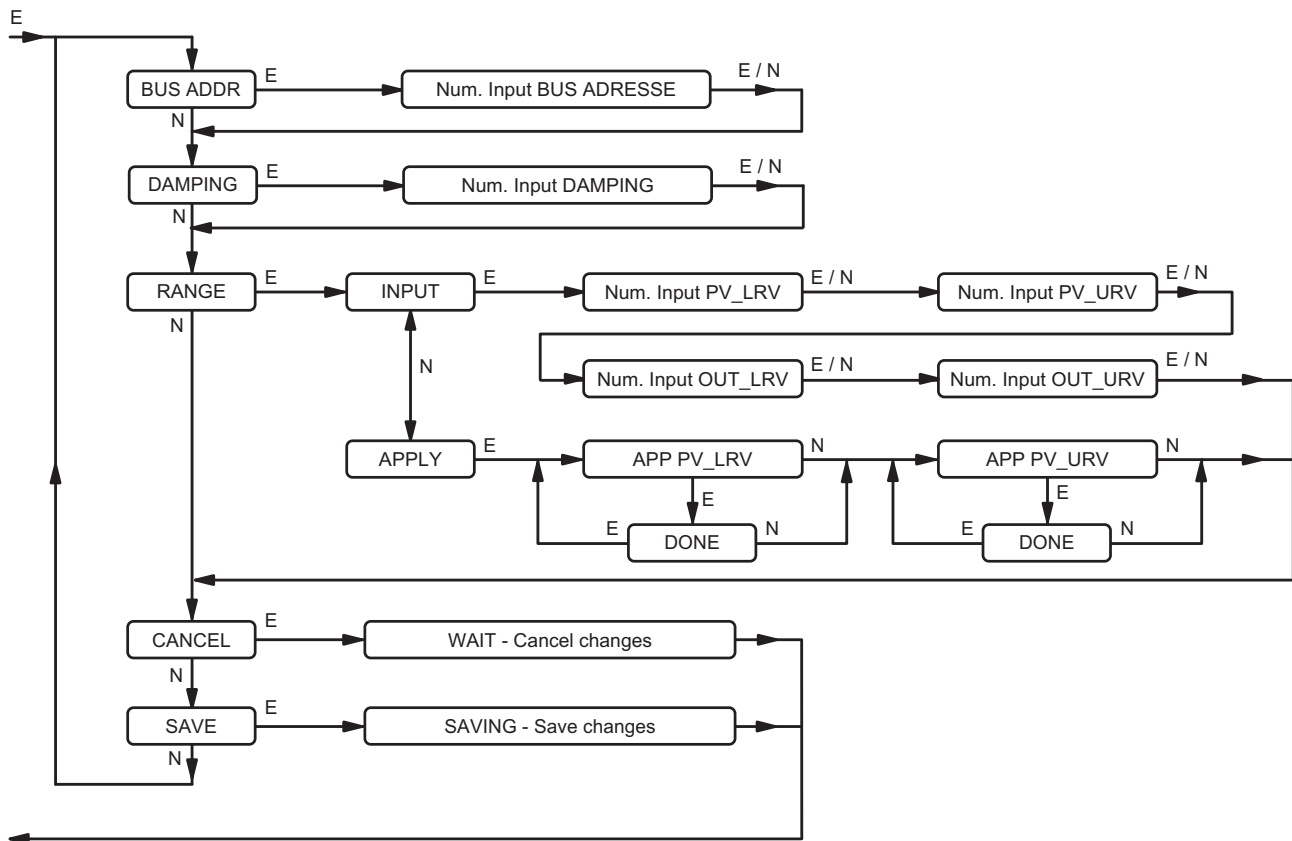 E
BUS ADDR
E
Num. Input BUS ADRESSE
E / N
N
DAMPING
E
Num. Input DAMPING
E / N
N
RANGE
E
INPUT
E
Num. Input PV_LRV
E / N
Num. Input PV_URV
E / N
N
N
Num. Input OUT_LRV
E / N
Num. Input OUT_URV
E / N
APPLY
E
APP PV_LRV
N
APP PV_URV
N
E
E
E
DONE
N
E
DONE
N
CANCEL
E
WAIT - Cancel changes
N
SAVE
E
SAVING - Save changes
N